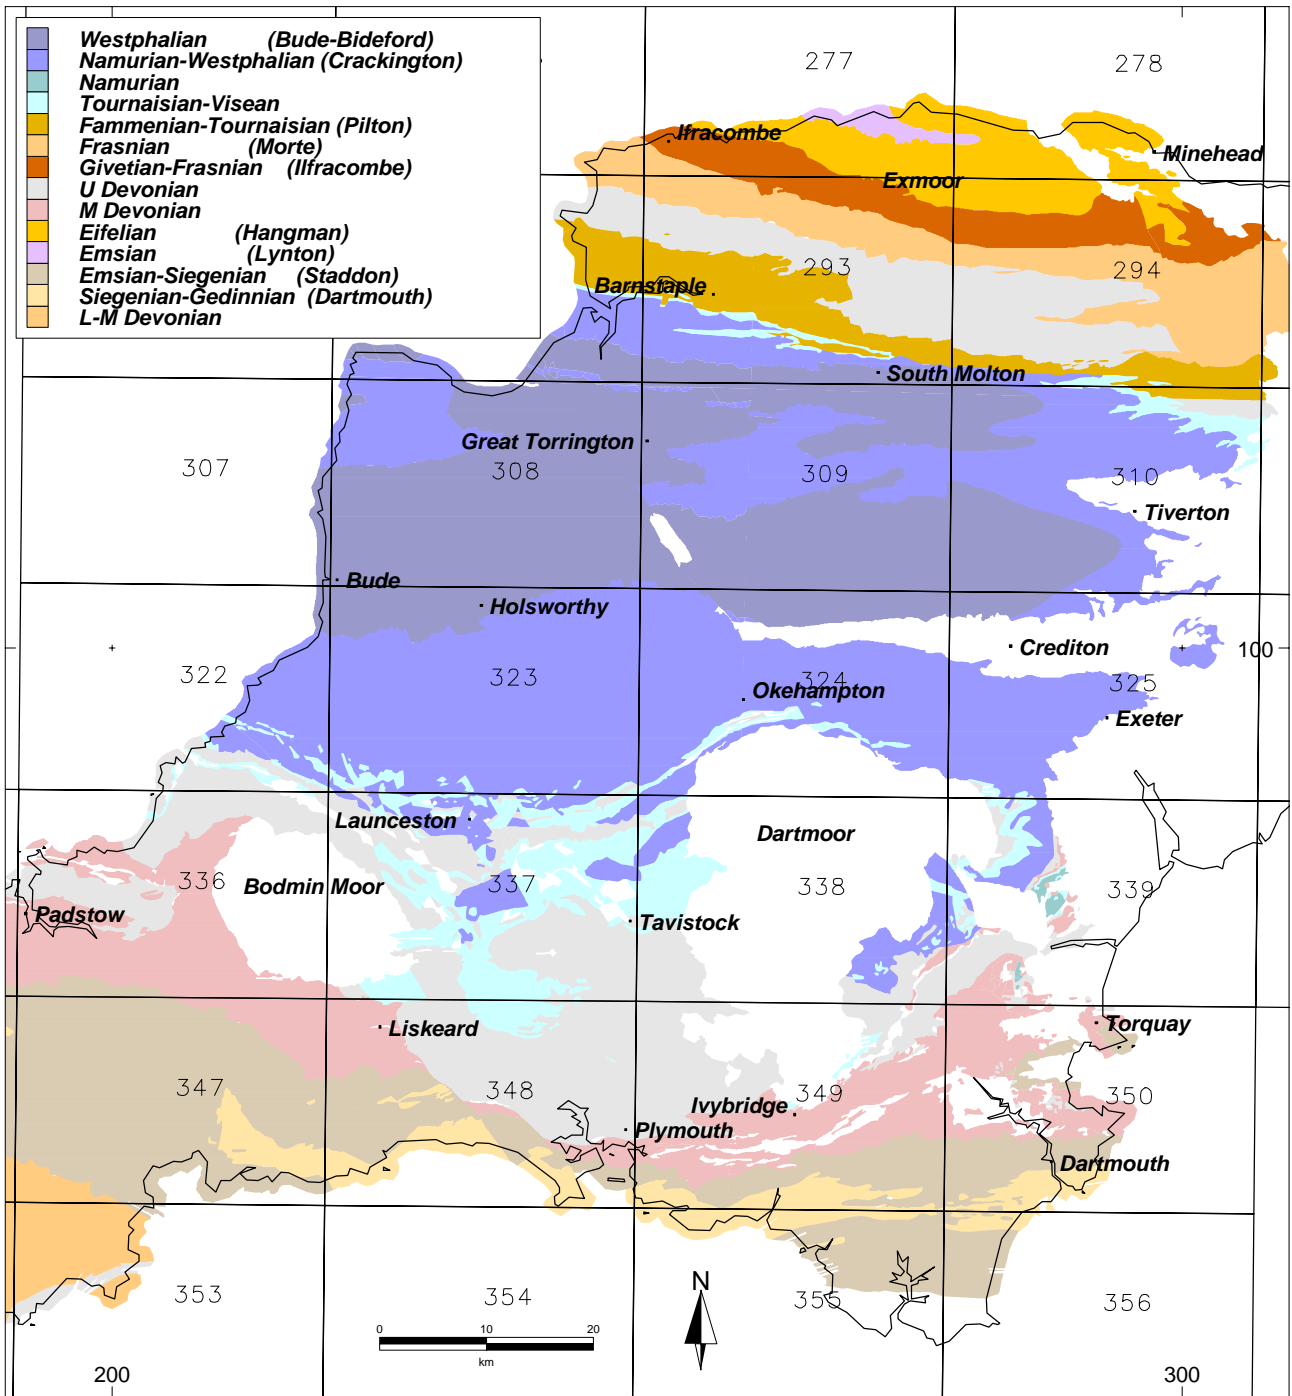 Westphalian (Bude-Bideford)
Namurian-Westphalian (Crackington)
Namurian
Tournaisian-Visean
Fammenian-Tournaisian (Pilton)
Frasnian (Morte)
Givetian-Frasnian (Ilfracombe)
U Devonian
M Devonian
Eifelian (Hangman)
Emsian (Lynton)
Emsian-Siegenian (Staddon)
Siegenian-Gedinnian (Dartmouth)
L-M Devonian
277
278
Ilfracombe
Minehead
Exmoor
293
294
Barnstaple
South Molton
Great Torrington
307
308
309
310
Tiverton
Bude
Holsworthy
Crediton
100
322
323
324
325
Okehampton
Exeter
Launceston
Dartmoor
336
Bodmin Moor
337
338
339
Padstow
Tavistock
Liskeard
Torquay
347
348
349
350
Ivybridge
Plymouth
Dartmouth
353
354
355
356
N
0 10 20
km
200
300